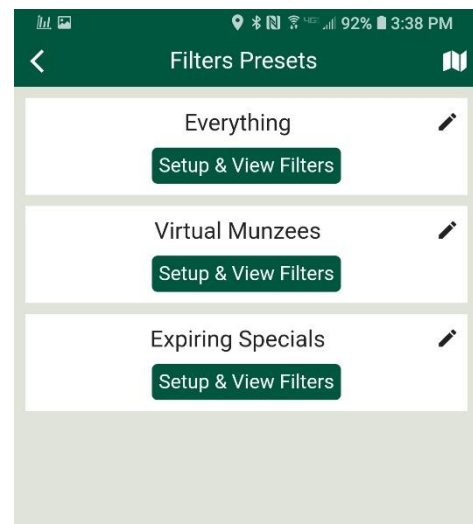 92% 3:38 PM
Filters Presets
Everything
Setup & View Filters
Virtual Munzees
Setup & View Filters
Expiring Specials
Setup & View Filters